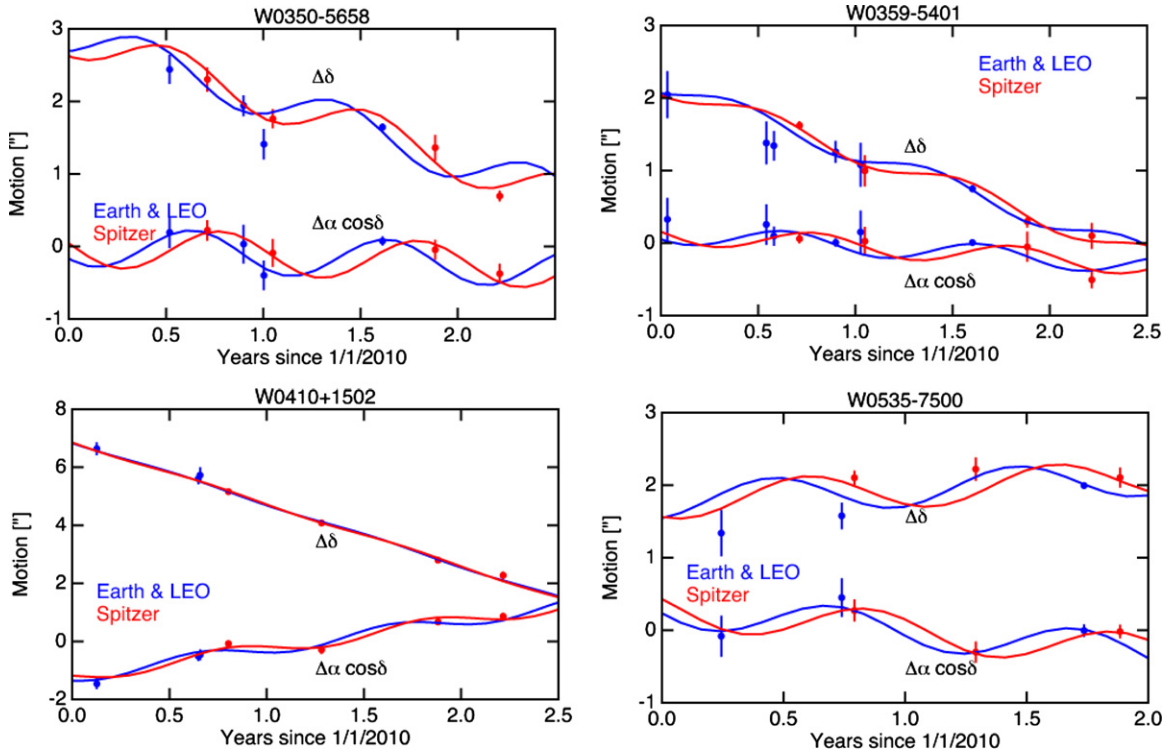 W0350-5658
3
2
1
0
-1
Motion ["]
Δδ
Earth & LEO
Spitzer
Δα cosδ
0.0 0.5 1.0 1.5 2.0
Years since 1/1/2010
W0359-5401
3
2
1
0
-1
Motion ["]
Earth & LEO
Spitzer
Δδ
Δα cosδ
0.0 0.5 1.0 1.5 2.0 2.5
Years since 1/1/2010
W0410+1502
8
6
4
2
0
-2
Motion ["]
Δδ
Earth & LEO
Spitzer
Δα cosδ
0.0 0.5 1.0 1.5 2.0 2.5
Years since 1/1/2010
W0535-7500
3
2
1
0
-1
Motion ["]
Δδ
Earth & LEO
Spitzer
Δα cosδ
0.0 0.5 1.0 1.5 2.0
Years since 1/1/2010